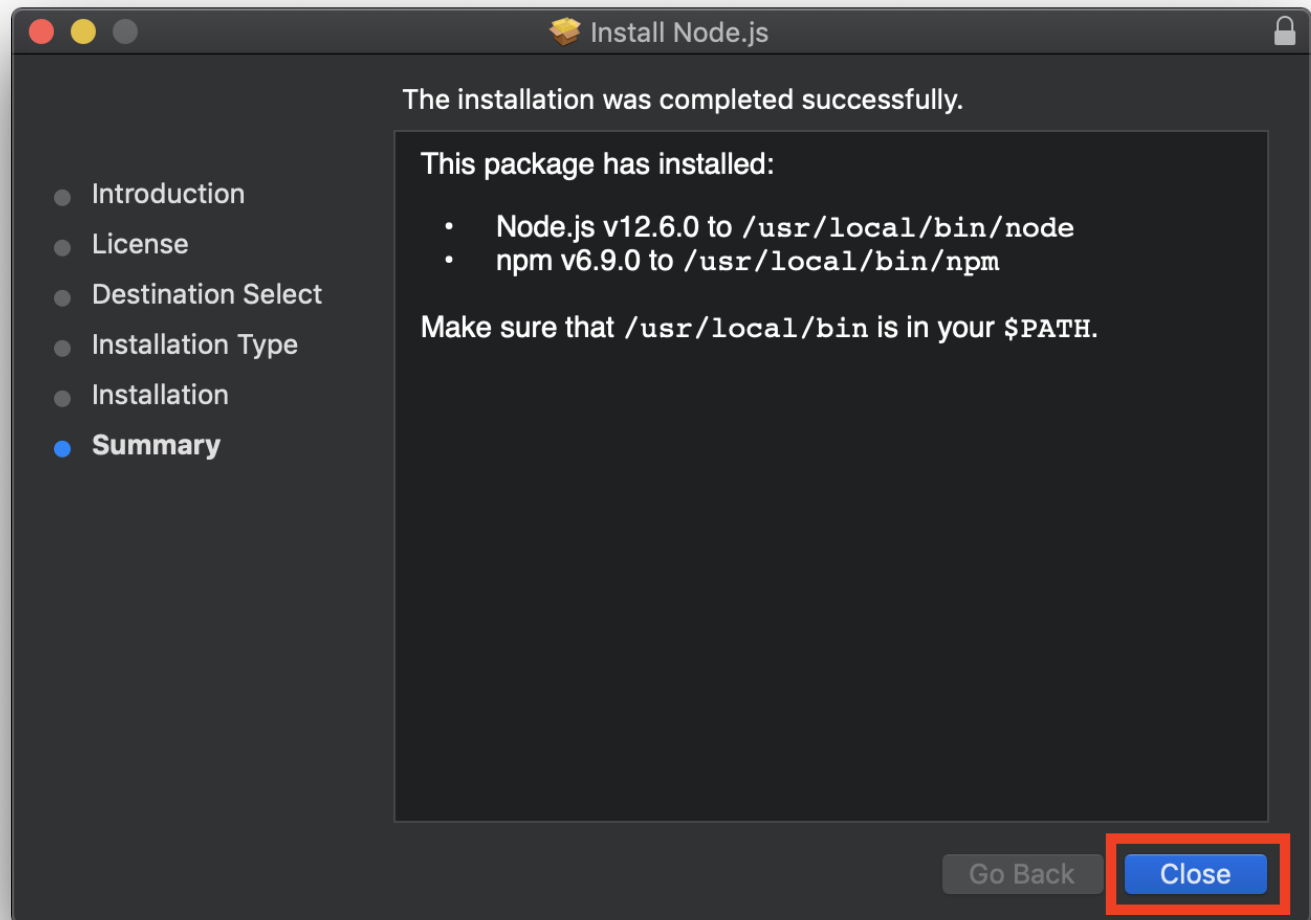 Install Node.js
The installation was completed successfully.
Introduction
License
Destination Select
Installation Type
Installation
Summary
This package has installed:
• Node.js v12.6.0 to /usr/local/bin/node
• npm v6.9.0 to /usr/local/bin/npm
Make sure that /usr/local/bin is in your $PATH.
Go Back
Close